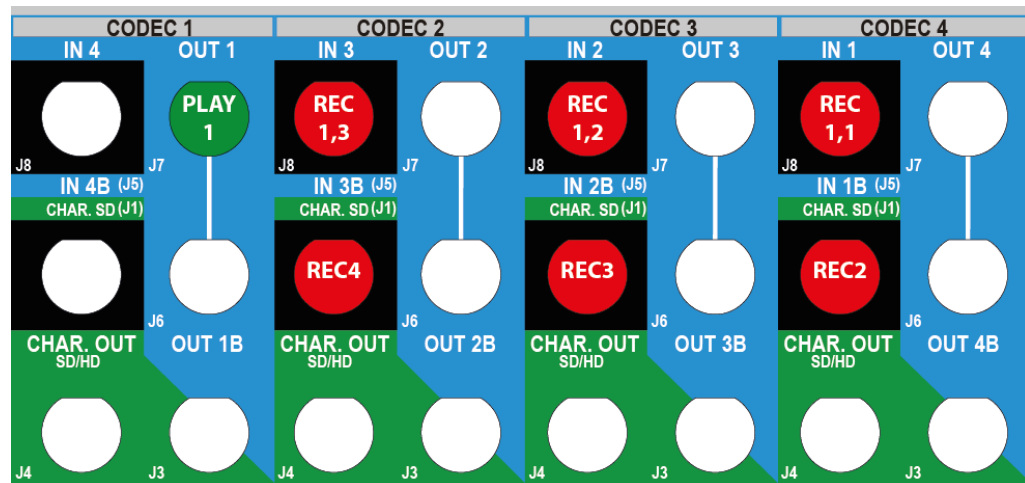 CODEC 1 CODEC 2 CODEC 3 CODEC 4
IN 4 OUT 1 IN 3 OUT 2 IN 2 OUT 3 IN 1 OUT 4
PLAY REC REC REC
1 1,3 1,2 1,1
J8 J7 J8 J7 J8 J7 J8 J7
IN 4B (J5) IN 3B (J5) IN 2B (J5) IN 1B (J5)
CHAR. SD (J1) CHAR. SD (J1) CHAR. SD (J1) CHAR. SD (J1)
REC4 REC3 REC2
J6 J6 J6 J6
CHAR. OUT OUT 1B CHAR. OUT OUT 2B CHAR. OUT OUT 3B CHAR. OUT OUT 4B
SD/HD SD/HD SD/HD SD/HD
J4 J3 J4 J3 J4 J3 J4 J3